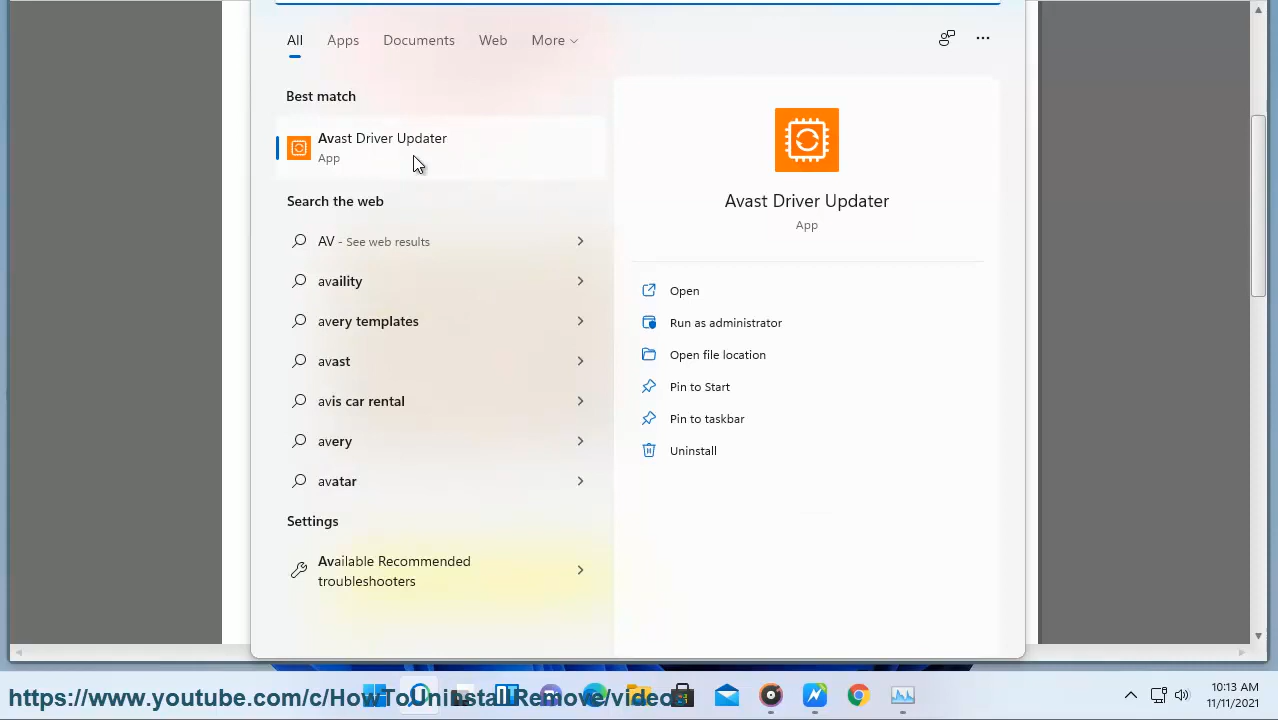 All Apps Documents Web More
Best match
Avast Driver Updater
App
Search the web
AV - See web results
availity
avery templates
avast
avis car rental
avery
avatar
Settings
Available Recommended
troubleshooters
Avast Driver Updater
App
Open
Run as administrator
Open file location
Pin to Start
Pin to taskbar
Uninstall
https://www.youtube.com/c/HowToUninstallRemove/videos
10:13 AM
11/11/2021